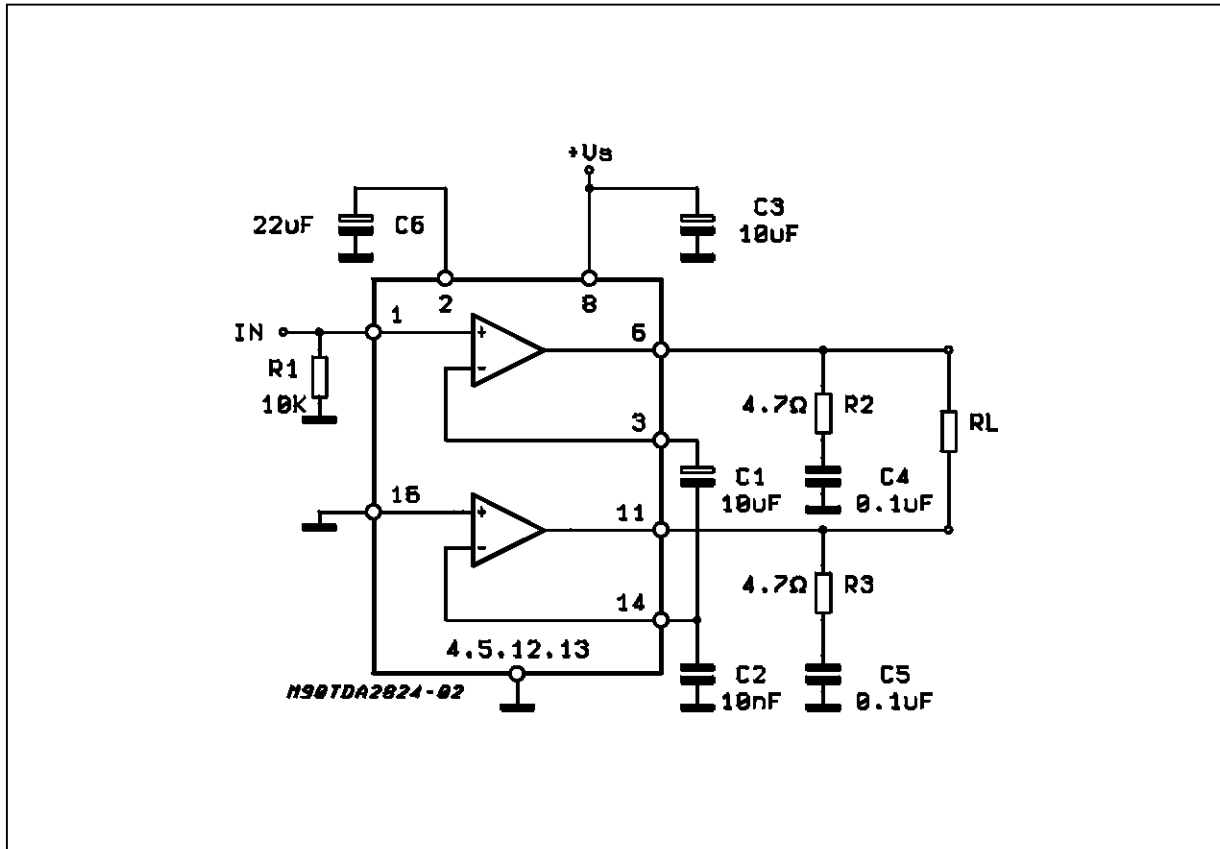 +Vs
22uF
C6
C3
10uF
2
8
IN
1
6
R1
10K
+
-
4.7Ω
R2
RL
3
C1
10uF
C4
0.1uF
16
+
-
11
4.7Ω
R3
14
4.5.12.13
C2
10nF
C5
0.1uF
M90TDA2824-02